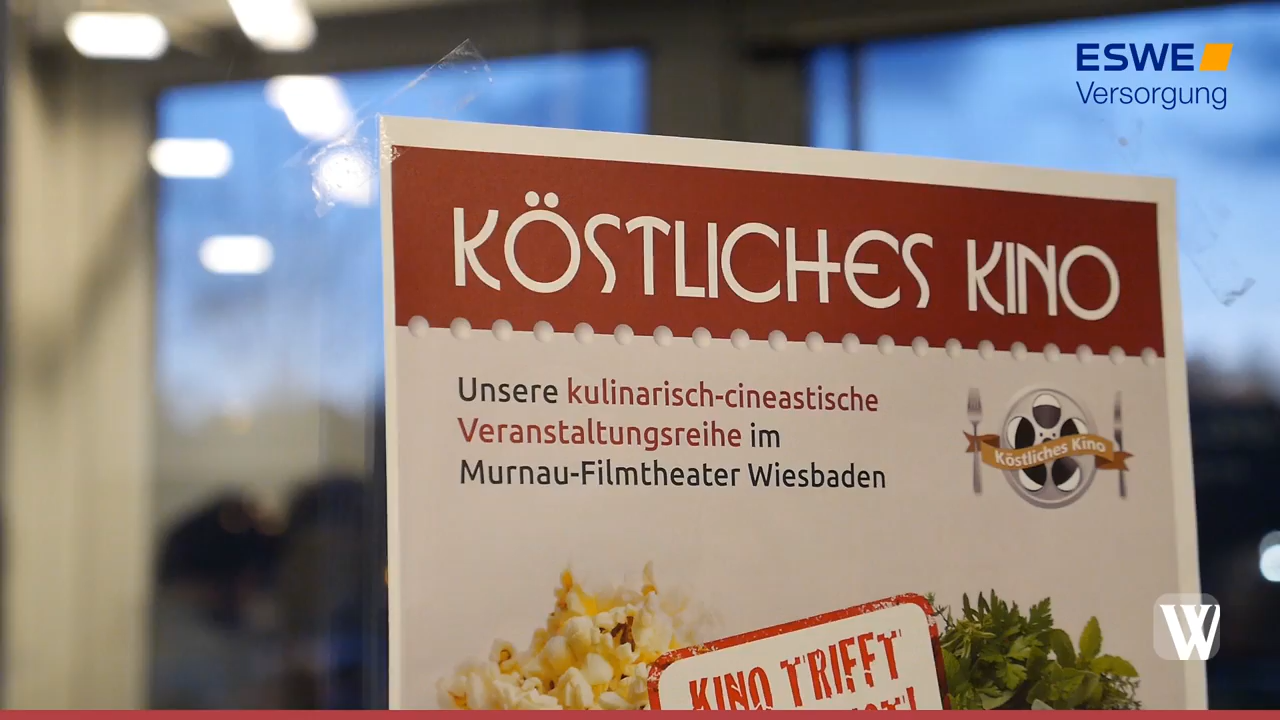 ESWE
Versorgung
KÖSTLICHES KINO
Unsere kulinarisch-cineastische
Veranstaltungsreihe im
Murnau-Filmtheater Wiesbaden
Köstliches Kino
KINO TRIFFT
W